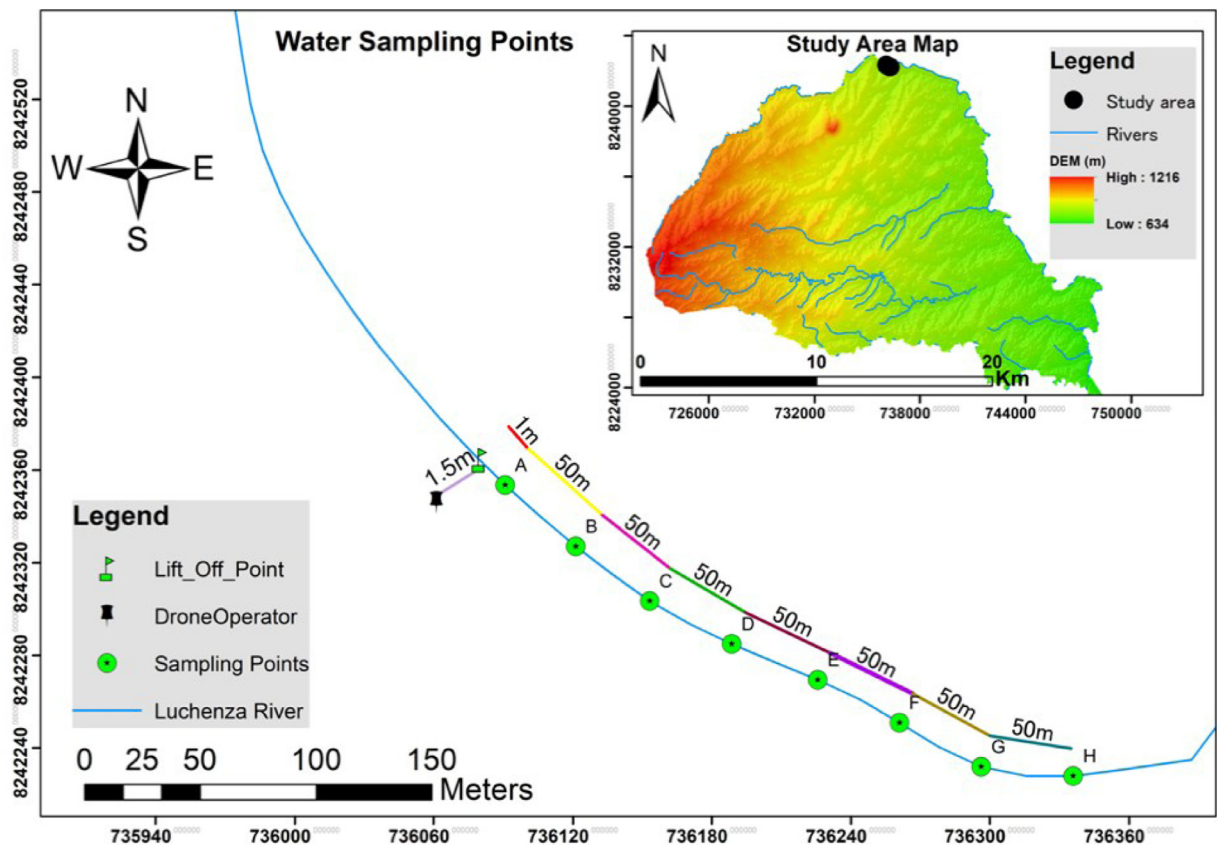 Water Sampling Points
N
W E
S
Study Area Map
N
Legend
Study area
Rivers
DEM (m)
High : 1216
Low : 634
8240000
8232000
8224000
0 10 20
Km
726000 732000 738000 744000 750000
8242520
8242480
8242440
8242400
8242360
8242320
8242280
8242240
1m
1.5m
A
50m
B
50m
C
50m
D
50m
E
50m
F
50m
G
50m
H
Legend
Lift_Off_Point
DroneOperator
Sampling Points
Luchenza River
0 25 50 100 150
Meters
735940 736000 736060 736120 736180 736240 736300 736360